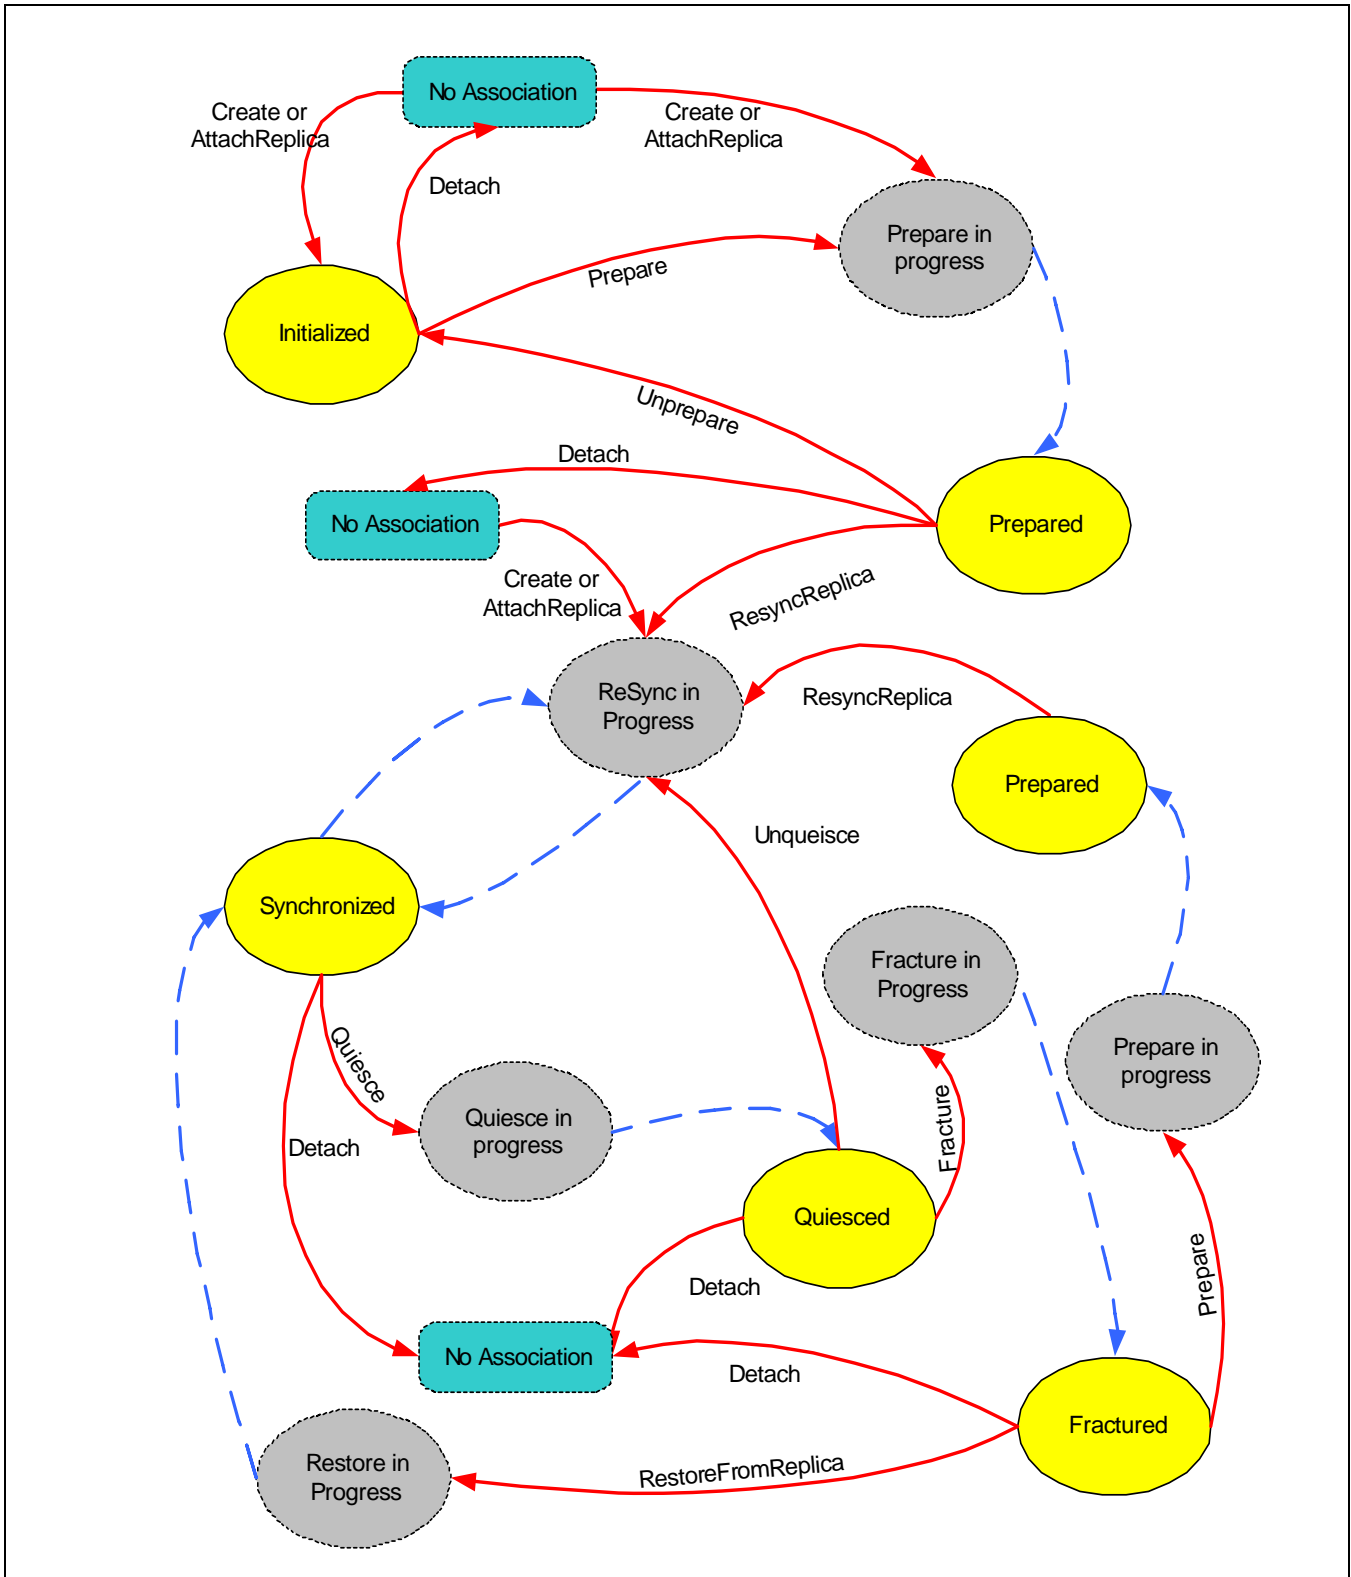 No Association
Create or
AttachReplica
Create or
AttachReplica
Detach
Prepare in
progress
Prepare
Initialized
Unprepare
Detach
No Association
Prepared
Create or
AttachReplica
ResyncReplica
ReSync in
Progress
ResyncReplica
Prepared
Unqueisce
Synchronized
Fracture in
Progress
Quiesce
Prepare in
progress
Quiesce in
progress
Detach
Fracture
Quiesced
Detach
Prepare
No Association
Detach
Fractured
Restore in
Progress
RestoreFromReplica